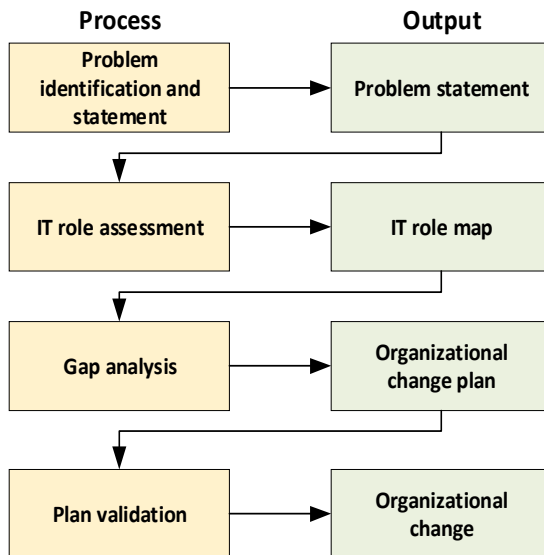 Process
Output
Problem
identification and
statement
Problem statement
IT role assessment
IT role map
Gap analysis
Organizational
change plan
Plan validation
Organizational
change